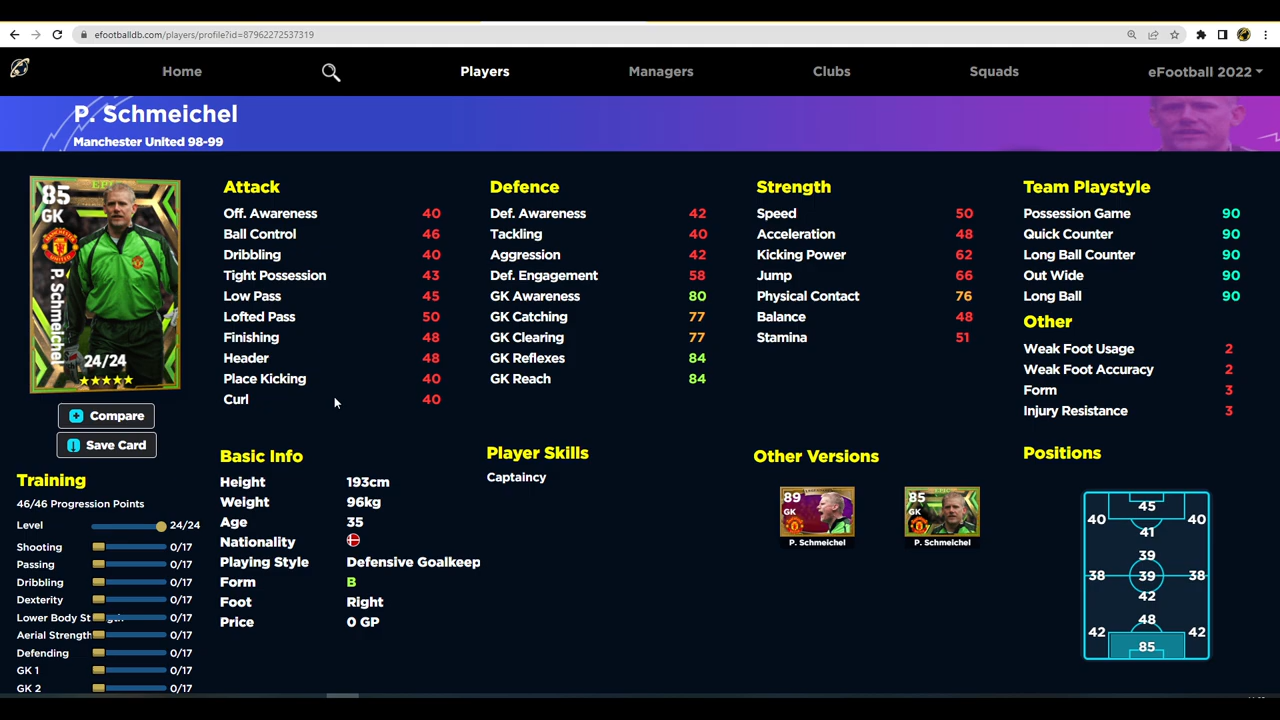 efootballdb.com/players/profile?id=87962272537319
Home Players Managers Clubs Squads eFootball 2022
P. Schmeichel
Manchester United 98-99
85
GK
EPIC
P.Schmeichel
24/24
Compare
Save Card
Training
46/46 Progression Points
Level 24/24
Shooting 0/17
Passing 0/17
Dribbling 0/17
Dexterity 0/17
Lower Body Strength 0/17
Aerial Strength 0/17
Defending 0/17
GK 1 0/17
GK 2 0/17
Attack
Off. Awareness 40
Ball Control 46
Dribbling 40
Tight Possession 43
Low Pass 45
Lofted Pass 50
Finishing 48
Header 48
Place Kicking 40
Curl 40
Defence
Def. Awareness 42
Tackling 40
Aggression 42
Def. Engagement 58
GK Awareness 80
GK Catching 77
GK Clearing 77
GK Reflexes 84
GK Reach 84
Strength
Speed 50
Acceleration 48
Kicking Power 62
Jump 66
Physical Contact 76
Balance 48
Stamina 51
Team Playstyle
Possession Game 90
Quick Counter 90
Long Ball Counter 90
Out Wide 90
Long Ball 90
Other
Weak Foot Usage 2
Weak Foot Accuracy 2
Form 3
Injury Resistance 3
Basic Info
Height 193cm
Weight 96kg
Age 35
Nationality
Playing Style Defensive Goalkeep
Form B
Foot Right
Price 0 GP
Player Skills
Captaincy
Other Versions
89
GK
P. Schmeichel
85
GK
P. Schmeichel
Positions
45
40 40
41
39
38 39 38
42
48
42 42
85